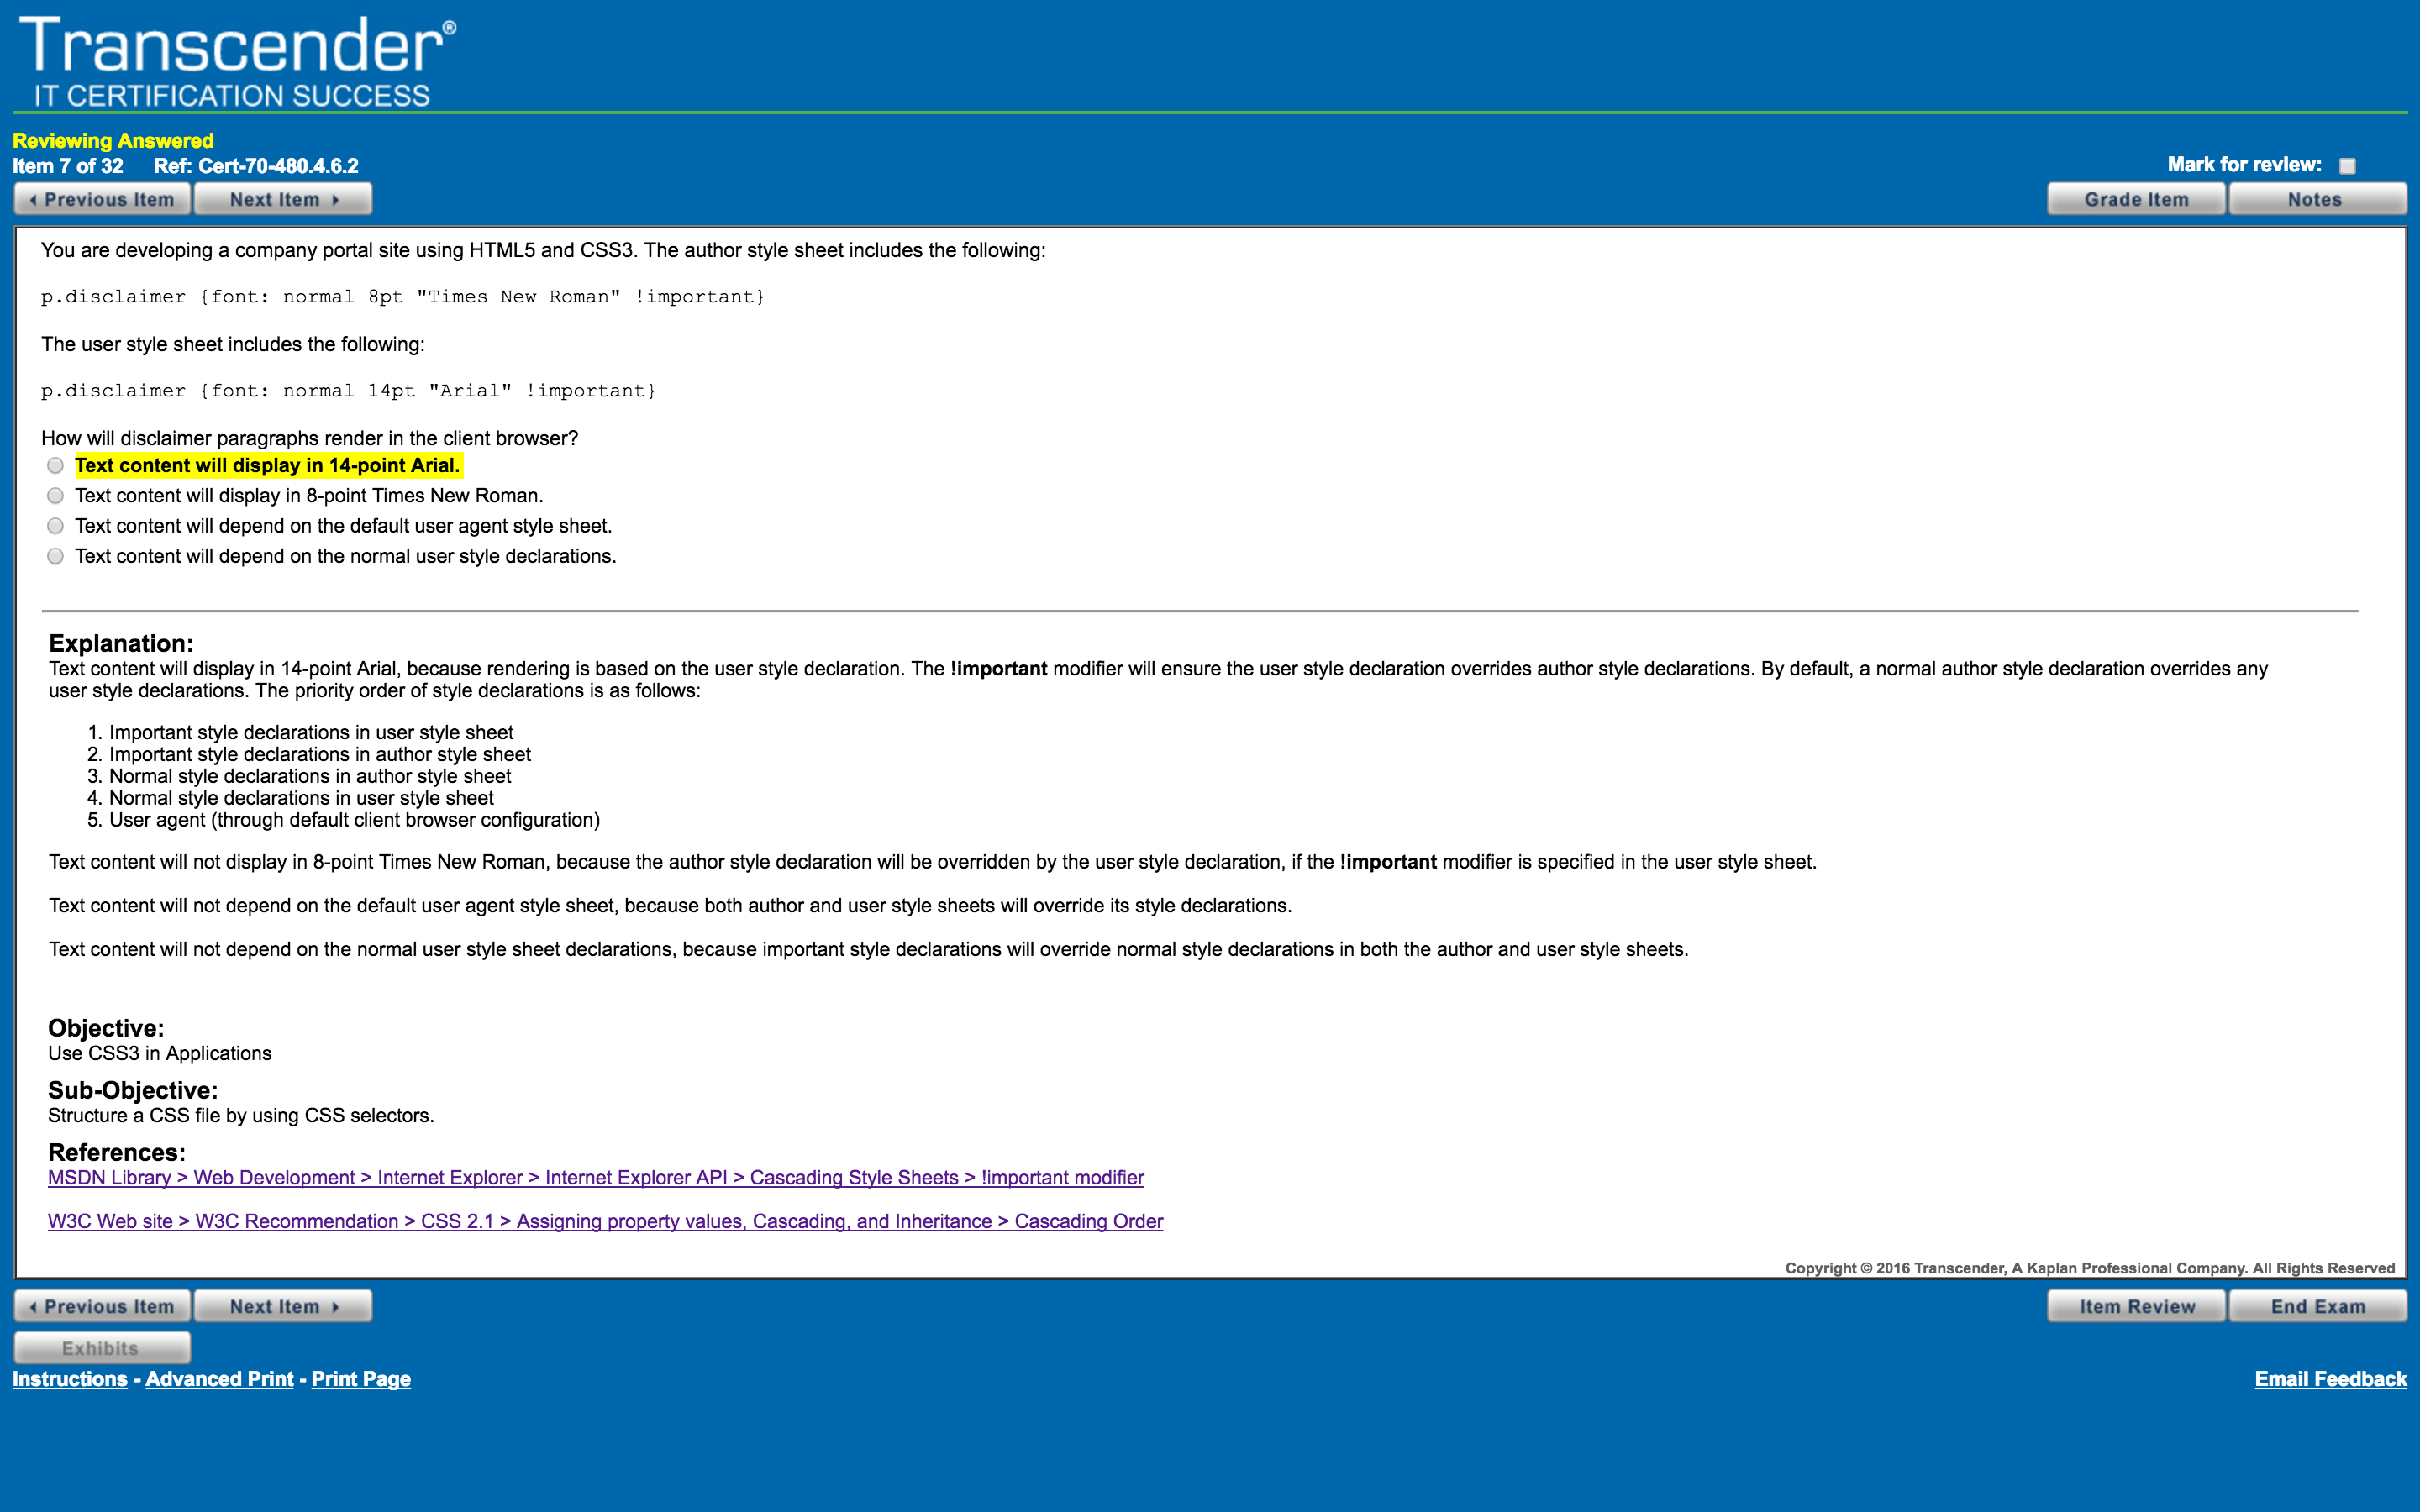 Transcender®
IT CERTIFICATION SUCCESS
Reviewing Answered
Item 7 of 32 Ref: Cert-70-480.4.6.2
Mark for review:
Previous Item Next Item Grade Item Notes
You are developing a company portal site using HTML5 and CSS3. The author style sheet includes the following:
p.disclaimer {font: normal 8pt "Times New Roman" !important}
The user style sheet includes the following:
p.disclaimer {font: normal 14pt "Arial" !important}
How will disclaimer paragraphs render in the client browser?
Text content will display in 14-point Arial.
Text content will display in 8-point Times New Roman.
Text content will depend on the default user agent style sheet.
Text content will depend on the normal user style declarations.
Explanation:
Text content will display in 14-point Arial, because rendering is based on the user style declaration. The !important modifier will ensure the user style declaration overrides author style declarations. By default, a normal author style declaration overrides any
user style declarations. The priority order of style declarations is as follows:
1. Important style declarations in user style sheet
2. Important style declarations in author style sheet
3. Normal style declarations in author style sheet
4. Normal style declarations in user style sheet
5. User agent (through default client browser configuration)
Text content will not display in 8-point Times New Roman, because the author style declaration will be overridden by the user style declaration, if the !important modifier is specified in the user style sheet.
Text content will not depend on the default user agent style sheet, because both author and user style sheets will override its style declarations.
Text content will not depend on the normal user style sheet declarations, because important style declarations will override normal style declarations in both the author and user style sheets.
Objective:
Use CSS3 in Applications
Sub-Objective:
Structure a CSS file by using CSS selectors.
References:
MSDN Library > Web Development > Internet Explorer > Internet Explorer API > Cascading Style Sheets > !important modifier
W3C Web site > W3C Recommendation > CSS 2.1 > Assigning property values, Cascading, and Inheritance > Cascading Order
Copyright © 2016 Transcender, A Kaplan Professional Company. All Rights Reserved
Previous Item Next Item Item Review End Exam
Exhibits
Instructions - Advanced Print - Print Page Email Feedback